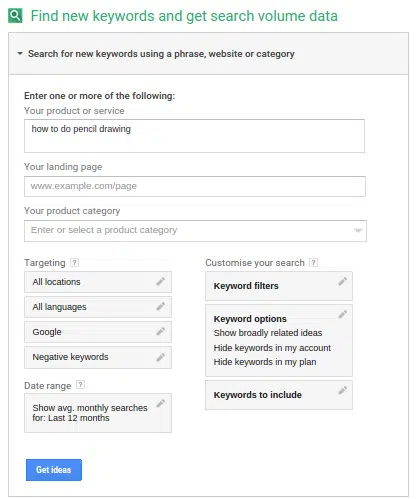 Find new keywords and get search volume data
Search for new keywords using a phrase, website or category
Enter one or more of the following:
Your product or service
how to do pencil drawing
Your landing page
www.example.com/page
Your product category
Enter or select a product category
Targeting ?
All locations
All languages
Google
Negative keywords
Date range ?
Show avg. monthly searches
for: Last 12 months
Customise your search ?
Keyword filters
Keyword options
Show broadly related ideas
Hide keywords in my account
Hide keywords in my plan
Keywords to include
Get ideas